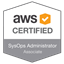 aws
CERTIFIED
SysOps Administrator
Associate